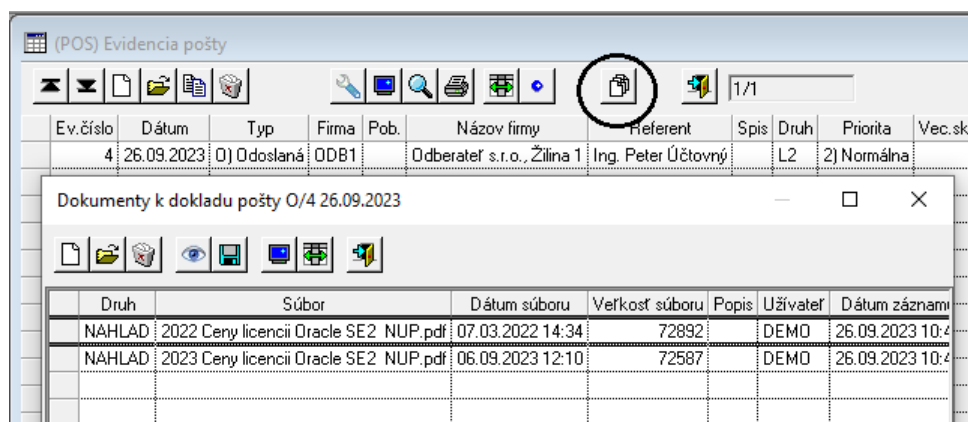 (POS) Evidencia pošty
1/1
Ev.číslo Dátum Typ Firma Pob. Názov firmy Referent Spis Druh Priorita Vec.sk
4 26.09.2023 O) Odoslaná ODB1 Odberateľ s.r.o., Žilina 1 Ing. Peter Účtovný L2 2) Normálna
Dokumenty k dokladu pošty O/4 26.09.2023
Druh Súbor Dátum súboru Veľkosť súboru Popis Užívateľ Dátum záznamu
NAHLAD 2022 Ceny licencii Oracle SE2 NUP.pdf 07.03.2022 14:34 72892 DEMO 26.09.2023 10:4
NAHLAD 2023 Ceny licencii Oracle SE2 NUP.pdf 06.09.2023 12:10 72587 DEMO 26.09.2023 10:4